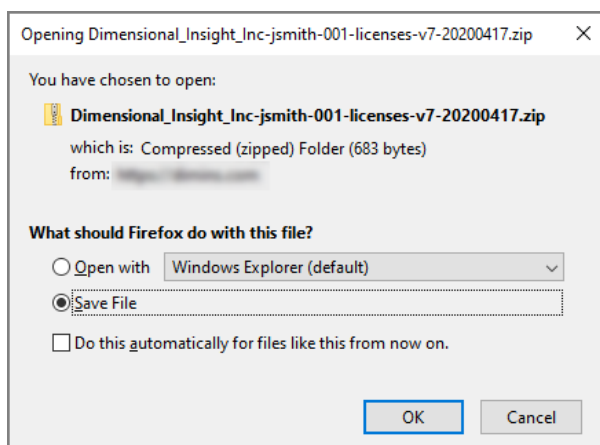 Opening Dimensional_Insight_Inc-jsmith-001-licenses-v7-20200417.zip
You have chosen to open:
Dimensional_Insight_Inc-jsmith-001-licenses-v7-20200417.zip
which is: Compressed (zipped) Folder (683 bytes)
from:
What should Firefox do with this file?
Open with Windows Explorer (default)
Save File
Do this automatically for files like this from now on.
OK Cancel